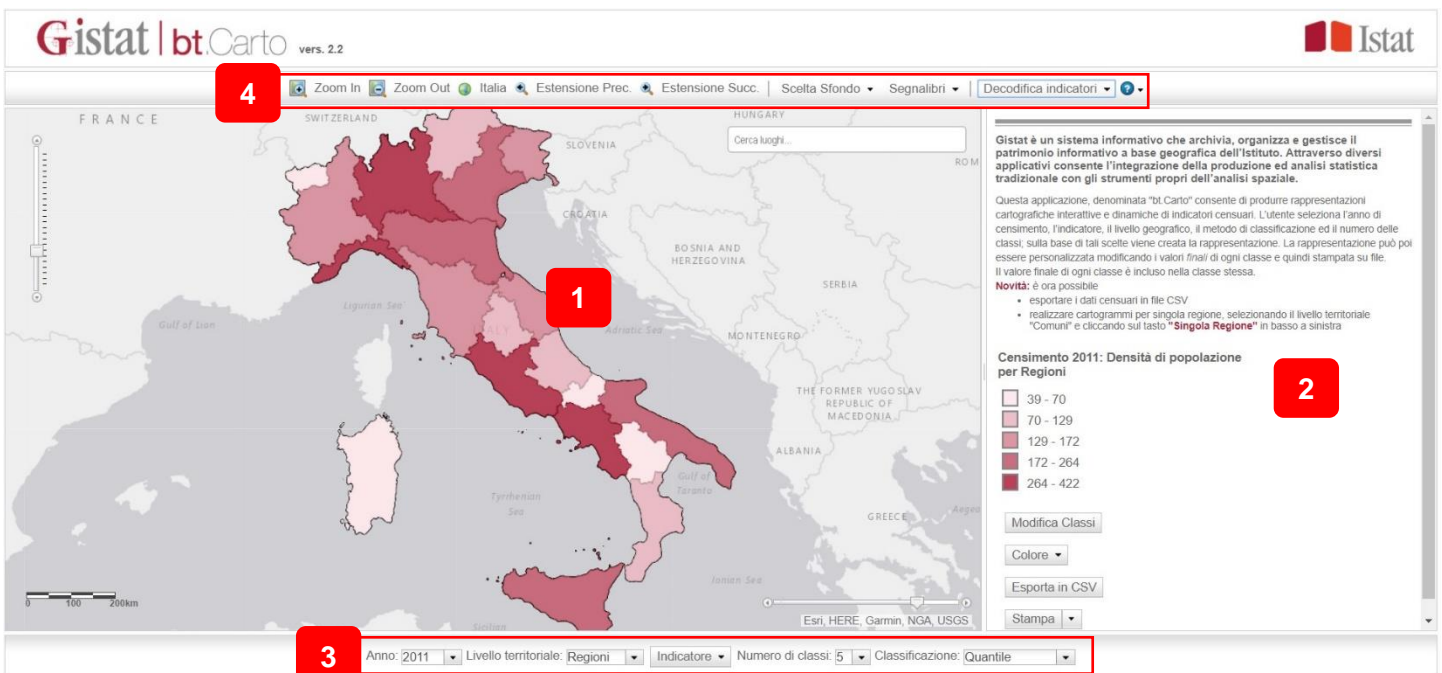 Gistat | bt.Carto vers. 2.2
Istat
4
Zoom In Zoom Out Italia Estensione Prec. Estensione Succ. | Scelta Sfondo Segnalibri | Decodifica indicatori ?
FRANCE
SWITZERLAND
HUNGARY
Cerca luoghi...
SLOVENIA
ROM
CROATIA
BOSNIA AND
HERZEGOVINA
1
SERBIA
Ligurian Sea
Gulf of Lion
ITALY
Adriatic Sea
MONTENEGRO
THE FORMER YUGOSLAV
REPUBLIC OF
MACEDONIA
ALBANIA
Gulf of
Taranto
Tyrrhenian
Sea
GREECE
Aegea
Ionian Sea
0 100 200km
Sicilian
Esri, HERE, Garmin, NGA, USGS
Gistat è un sistema informativo che archivia, organizza e gestisce il
patrimonio informativo a base geografica dell'Istituto. Attraverso diversi
applicativi consente l'integrazione della produzione ed analisi statistica
tradizionale con gli strumenti propri dell'analisi spaziale.
Questa applicazione, denominata "bt.Carto" consente di produrre rappresentazioni
cartografiche interattive e dinamiche di indicatori censuari. L'utente seleziona l'anno di
censimento, l'indicatore, il livello geografico, il metodo di classificazione ed il numero delle
classi; sulla base di tali scelte viene creata la rappresentazione. La rappresentazione può poi
essere personalizzata modificando i valori finali di ogni classe e quindi stampata su file.
Il valore finale di ogni classe è incluso nella classe stessa.
Novità: è ora possibile
• esportare i dati censuari in file CSV
• realizzare cartogrammi per singola regione, selezionando il livello territoriale
"Comuni" e cliccando sul tasto "Singola Regione" in basso a sinistra
Censimento 2011: Densità di popolazione
per Regioni
2
39 - 70
70 - 129
129 - 172
172 - 264
264 - 422
Modifica Classi
Colore
Esporta in CSV
Stampa
3
Anno: 2011 Livello territoriale: Regioni Indicatore Numero di classi: 5 Classificazione: Quantile